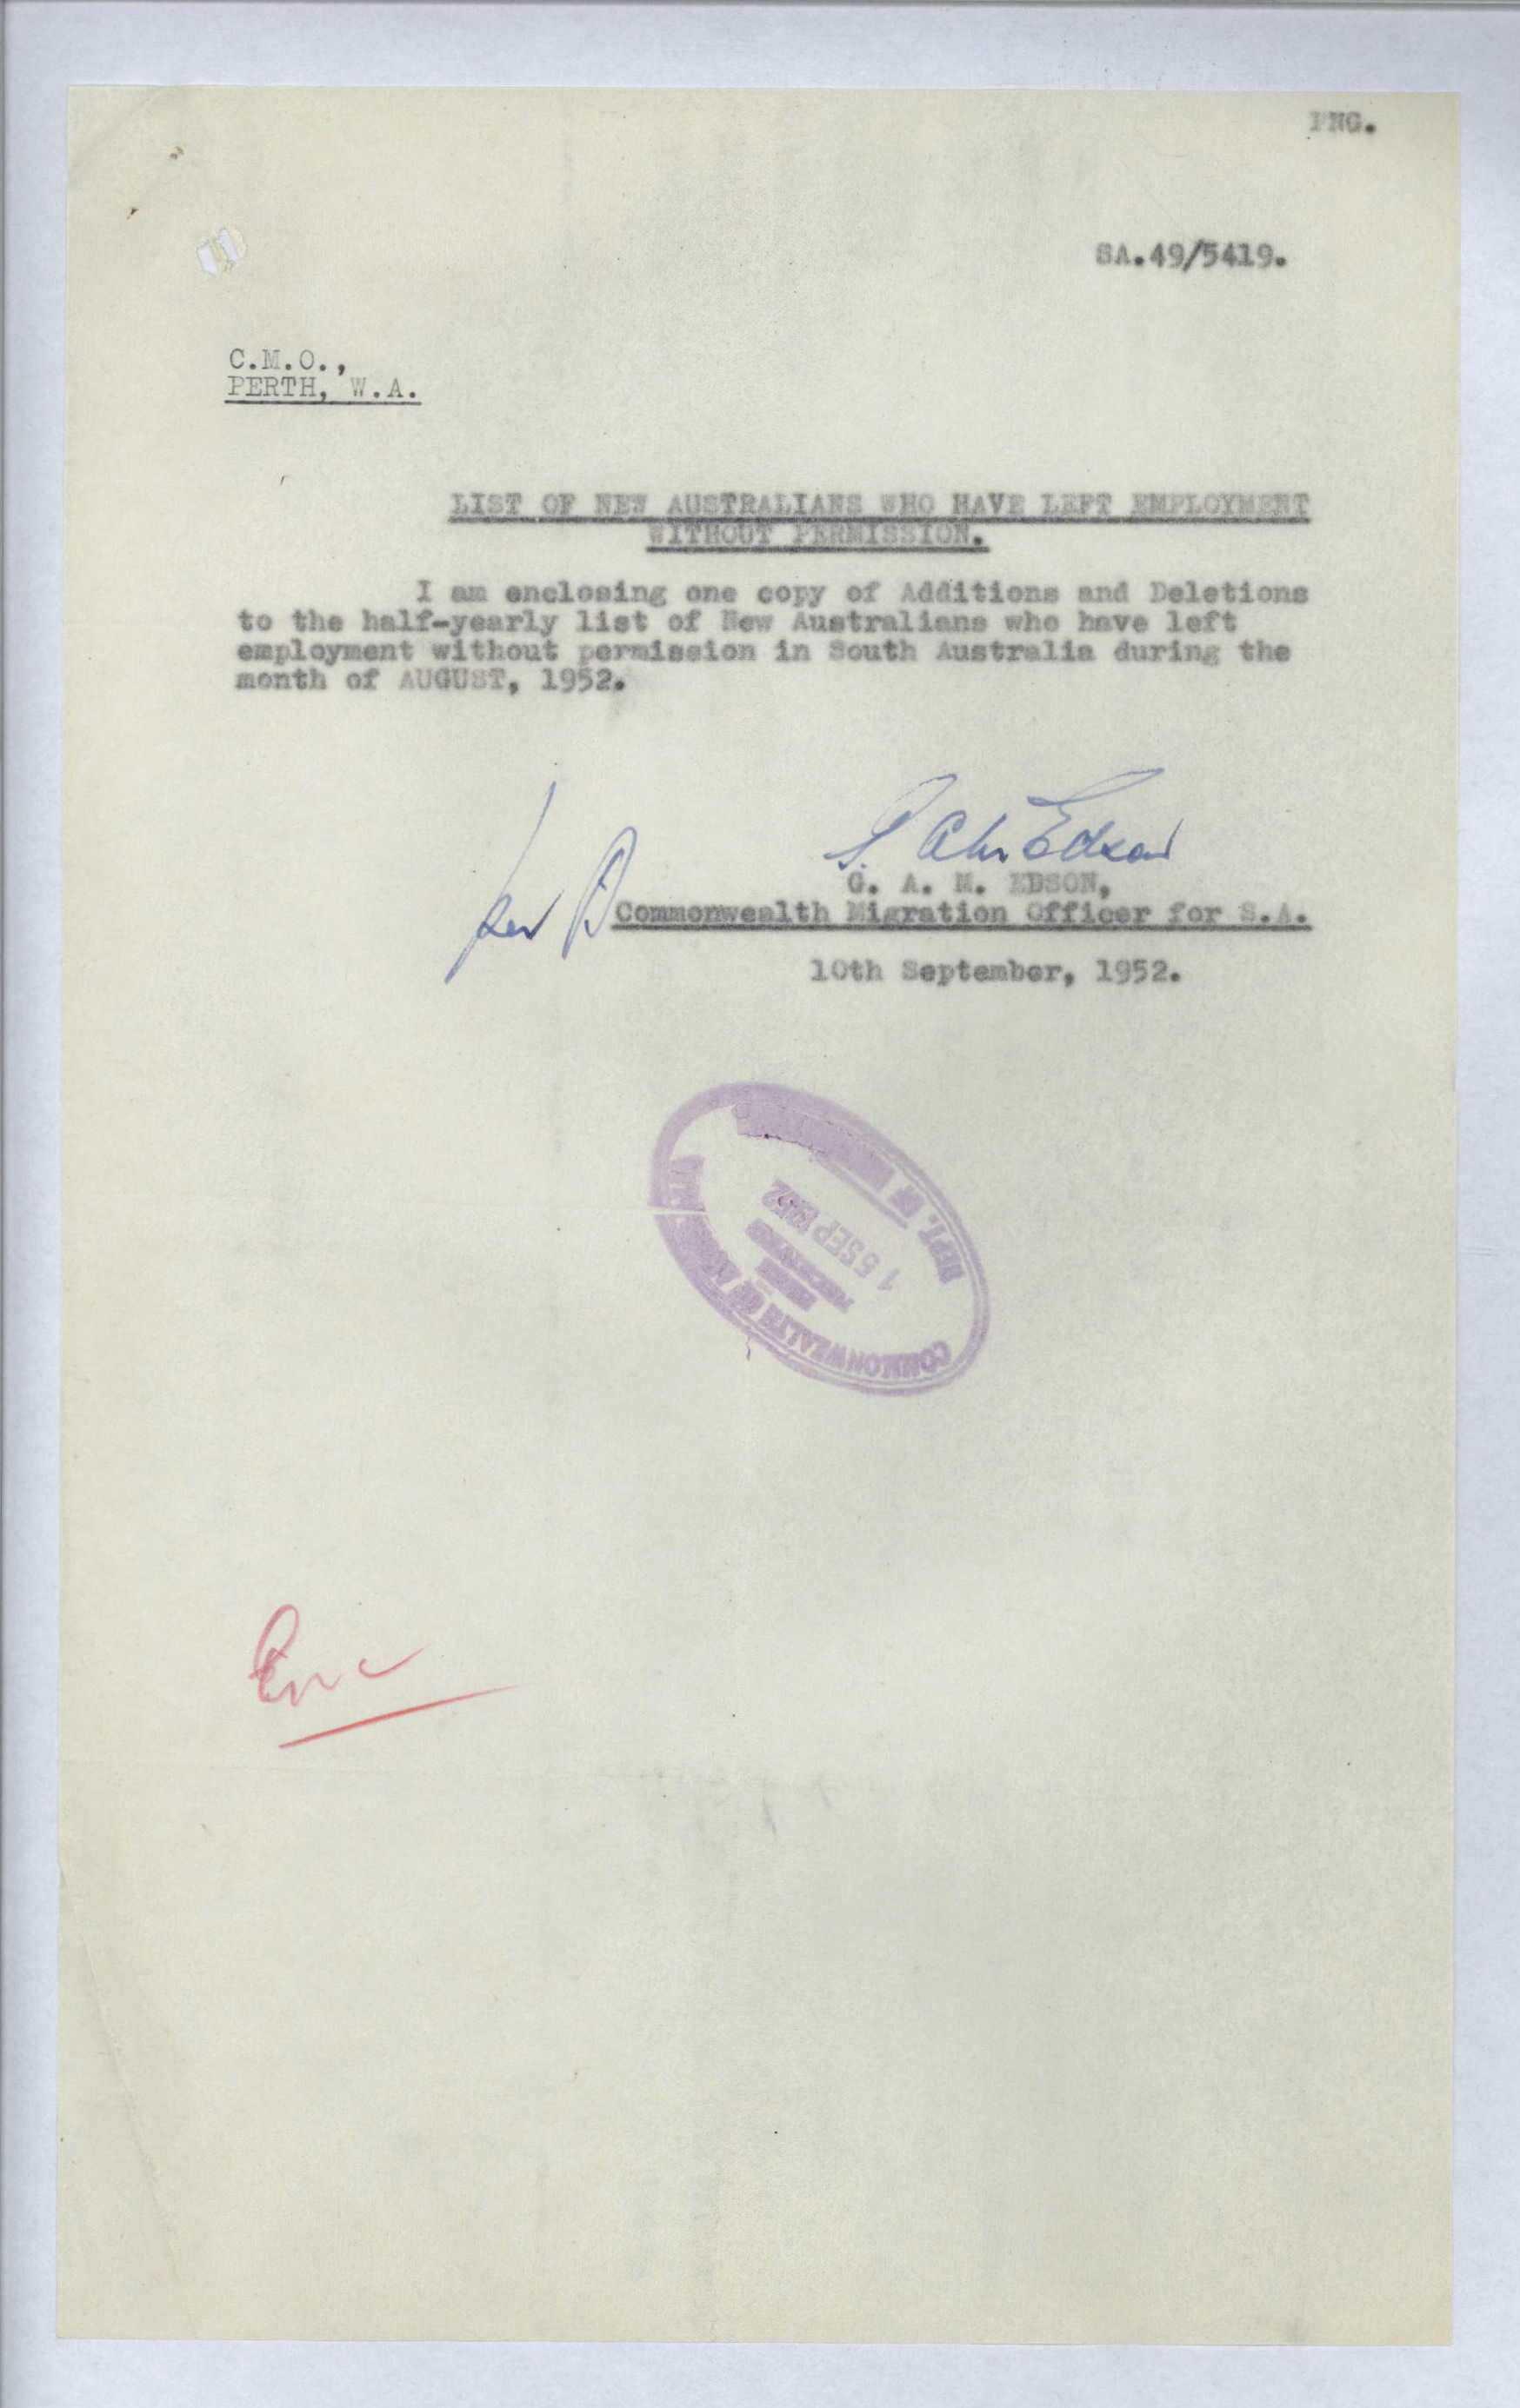 SA.49/5419.
C.M.O.,
PERTH, W.A.
LIST OF NEW AUSTRALIANS WHO HAVE LEFT EMPLOYMENT
WITHOUT PERMISSION.
I am enclosing one copy of Additions and Deletions
to the half-yearly list of New Australians who have left
employment without permission in South Australia during the
month of AUGUST, 1952.
G. A. M. EDSON,
Commonwealth Migration Officer for S.A.
10th September, 1952.
DEPT. OF
15 SEP 1952
COMMONWEALTH OF
Enc